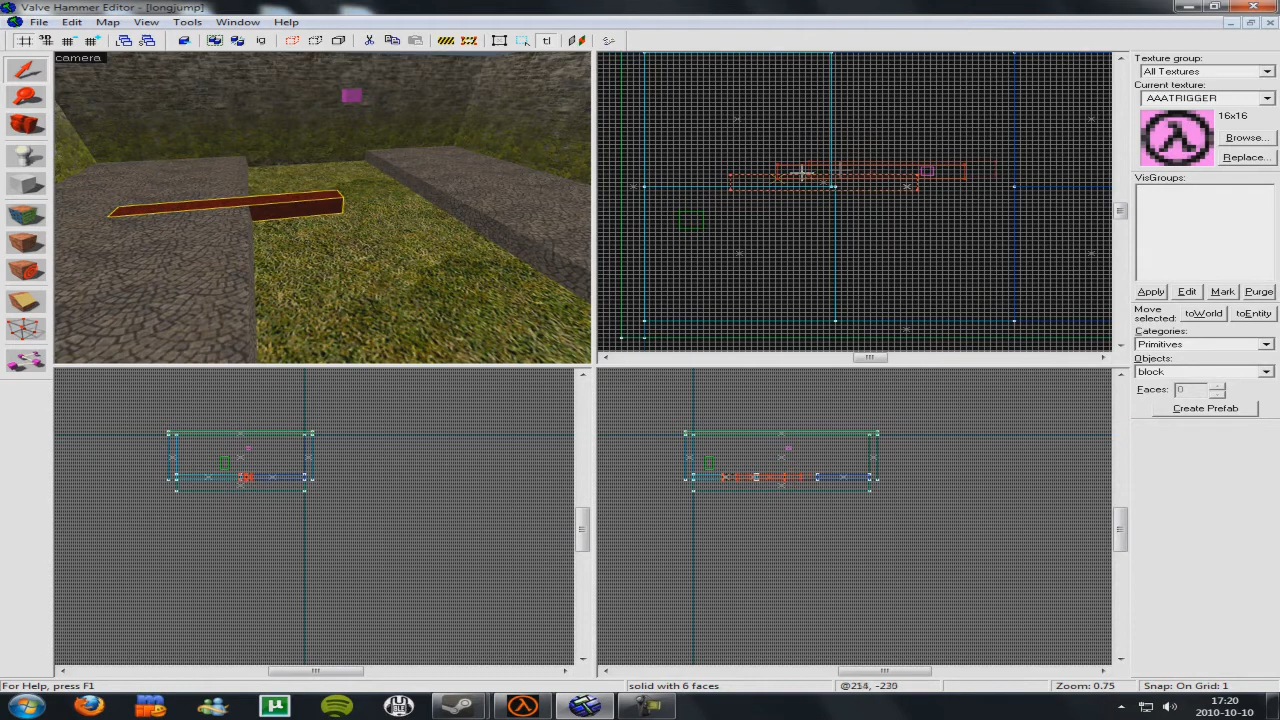 Valve Hammer Editor - [longjump]
File Edit Map View Tools Window Help
camera
Texture group:
All Textures
Current texture:
AAATRIGGER
16x16
Browse...
Replace...
VisGroups:
Apply Edit Mark Purge
Move selected:
toWorld toEntity
Categories:
Primitives
Objects:
block
Faces: 0
Create Prefab
For Help, press F1
solid with 6 faces
@214, -230
Zoom: 0.75
Snap: On Grid: 1
17:20
2010-10-10